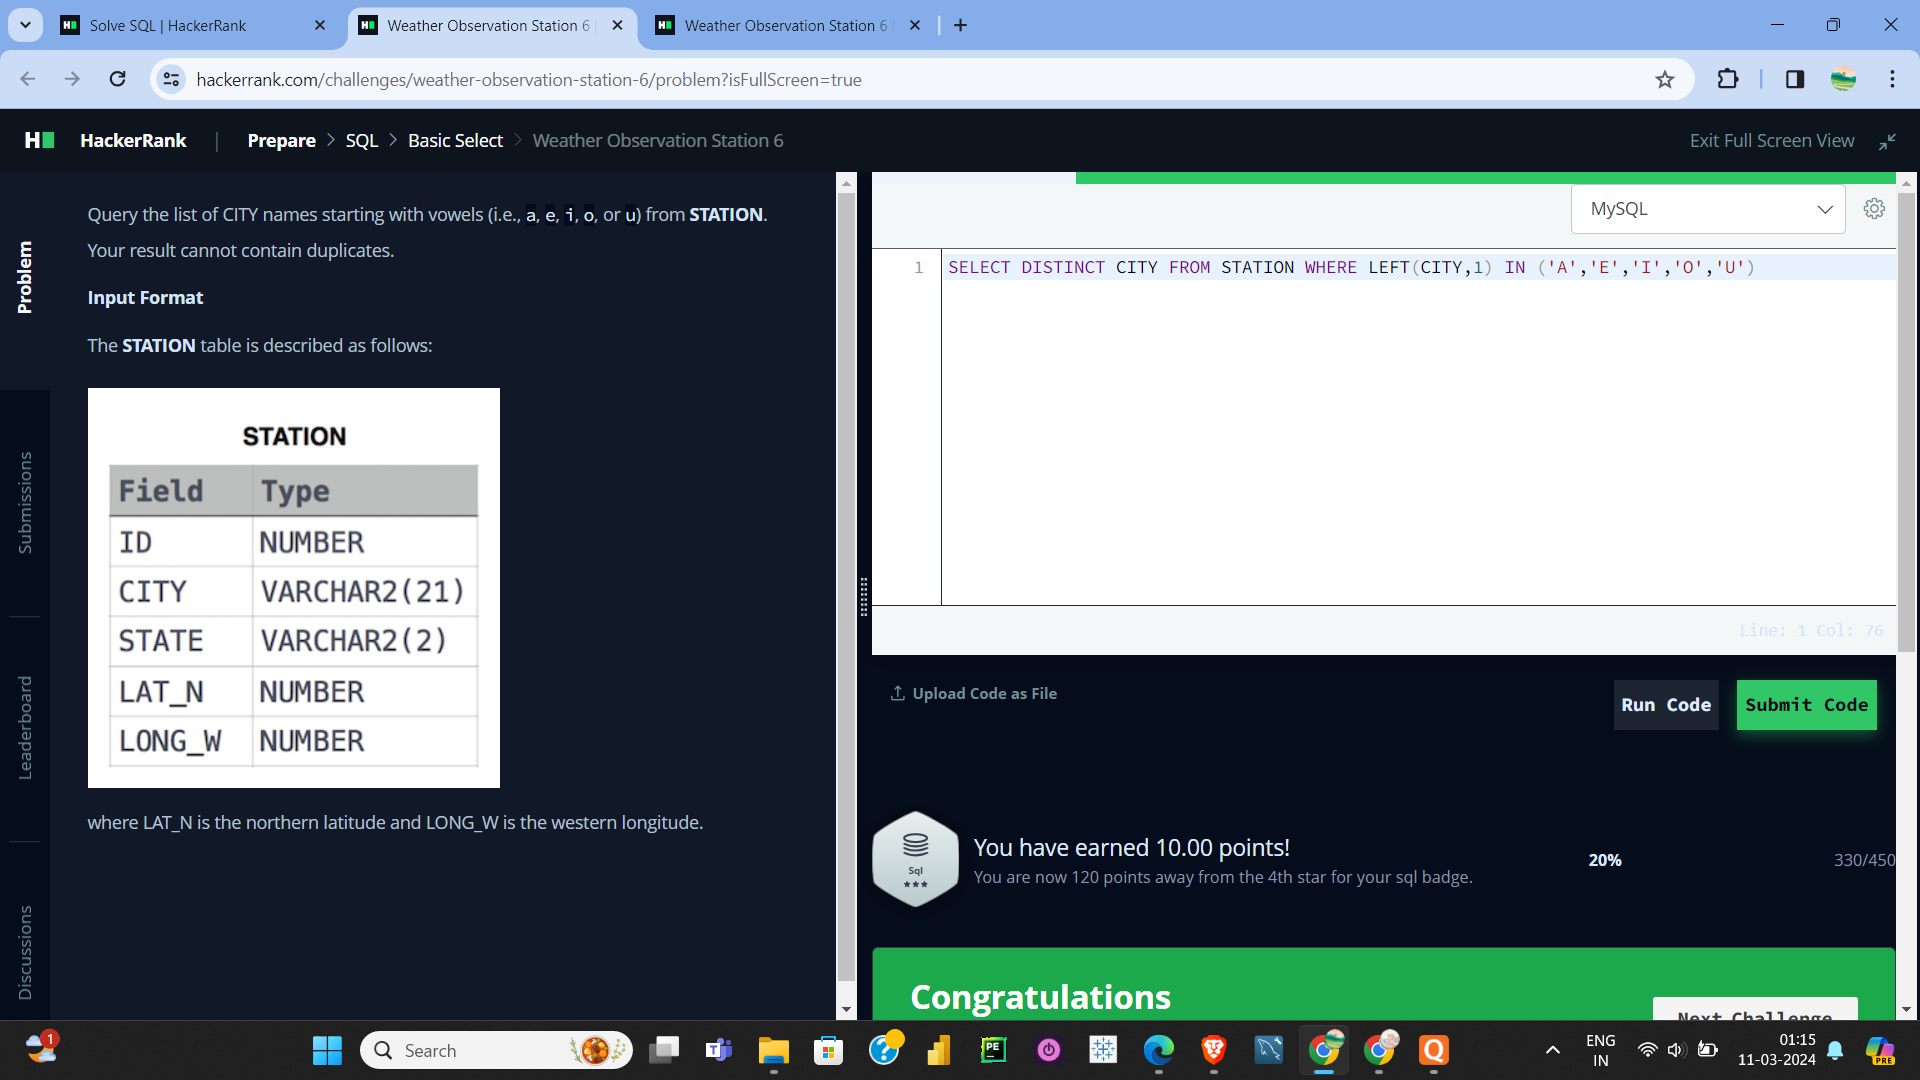 Solve SQL | HackerRank
Weather Observation Station 6
Weather Observation Station 6
hackerrank.com/challenges/weather-observation-station-6/problem?isFullScreen=true
HackerRank | Prepare > SQL > Basic Select > Weather Observation Station 6
Exit Full Screen View
Problem
Submissions
Leaderboard
Discussions
Query the list of CITY names starting with vowels (i.e., a, e, i, o, or u) from STATION.
Your result cannot contain duplicates.
Input Format
The STATION table is described as follows:
STATION
Field Type
ID NUMBER
CITY VARCHAR2(21)
STATE VARCHAR2(2)
LAT_N NUMBER
LONG_W NUMBER
where LAT_N is the northern latitude and LONG_W is the western longitude.
MySQL
1 SELECT DISTINCT CITY FROM STATION WHERE LEFT(CITY,1) IN ('A','E','I','O','U')
Line: 1 Col: 76
Upload Code as File
Run Code
Submit Code
Sql
You have earned 10.00 points!
You are now 120 points away from the 4th star for your sql badge.
20%
330/450
Congratulations
Next Challenge
1
Search
PE
PRE
ENG
IN
01:15
11-03-2024